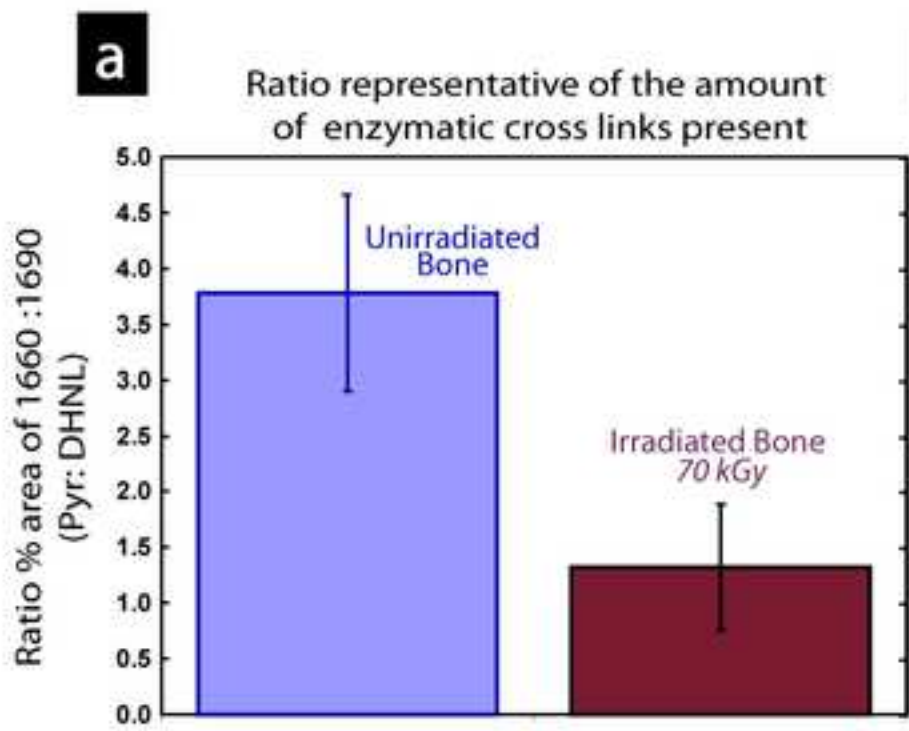 a
Ratio representative of the amount
of enzymatic cross links present
Ratio % area of 1660 :1690
(Pyr: DHNL)
5.0
4.5
4.0
3.5
3.0
2.5
2.0
1.5
1.0
0.5
0.0
Unirradiated
Bone
Irradiated Bone
70 kGy